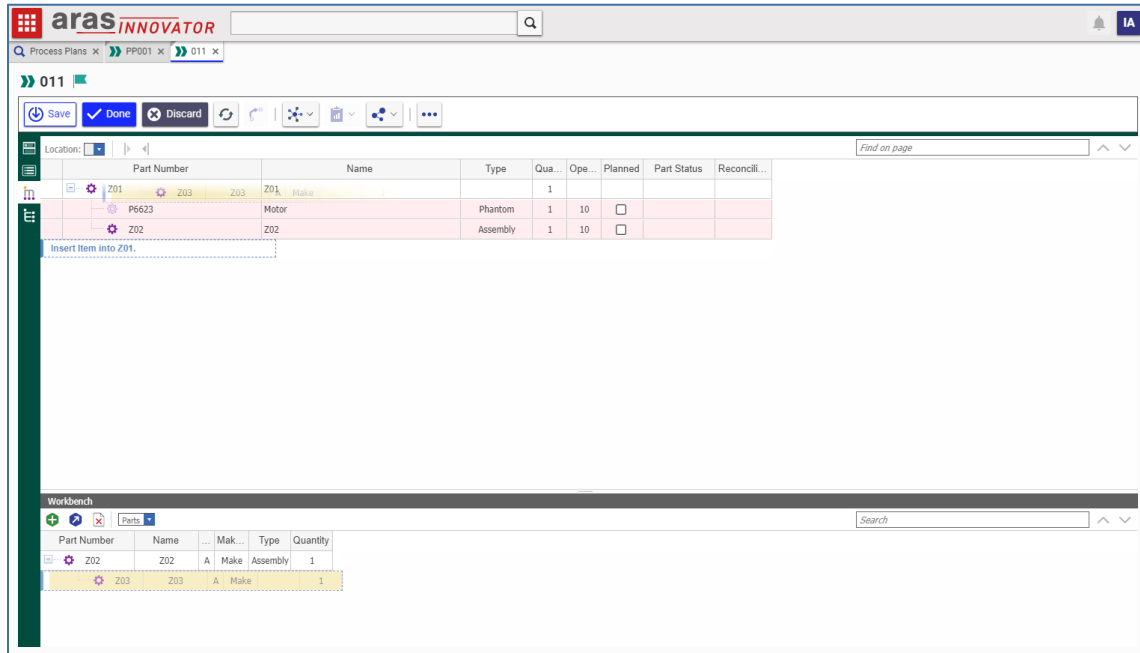 aras INNOVATOR IA
Process Plans × PP001 × 011 ×
011
Save Done Discard
Location: Find on page
Part Number Name Type Qua... Ope... Planned Part Status Reconcili...
Z01 Z01 1
Z03 Z03 A Make 1
P6623 Motor Phantom 1 10
Z02 Z02 Assembly 1 10
Insert Item into Z01.
Workbench
Parts Search
Part Number Name ... Mak... Type Quantity
Z02 Z02 A Make Assembly 1
Z03 Z03 A Make 1